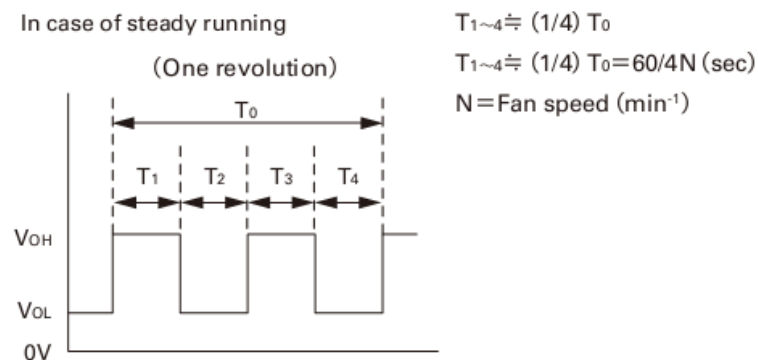 In case of steady running
(One revolution)
T0
T1 T2 T3 T4
VOH
VOL
0V
T1~4≒ (1/4) T0
T1~4≒ (1/4) T0=60/4N (sec)
N=Fan speed (min-1)